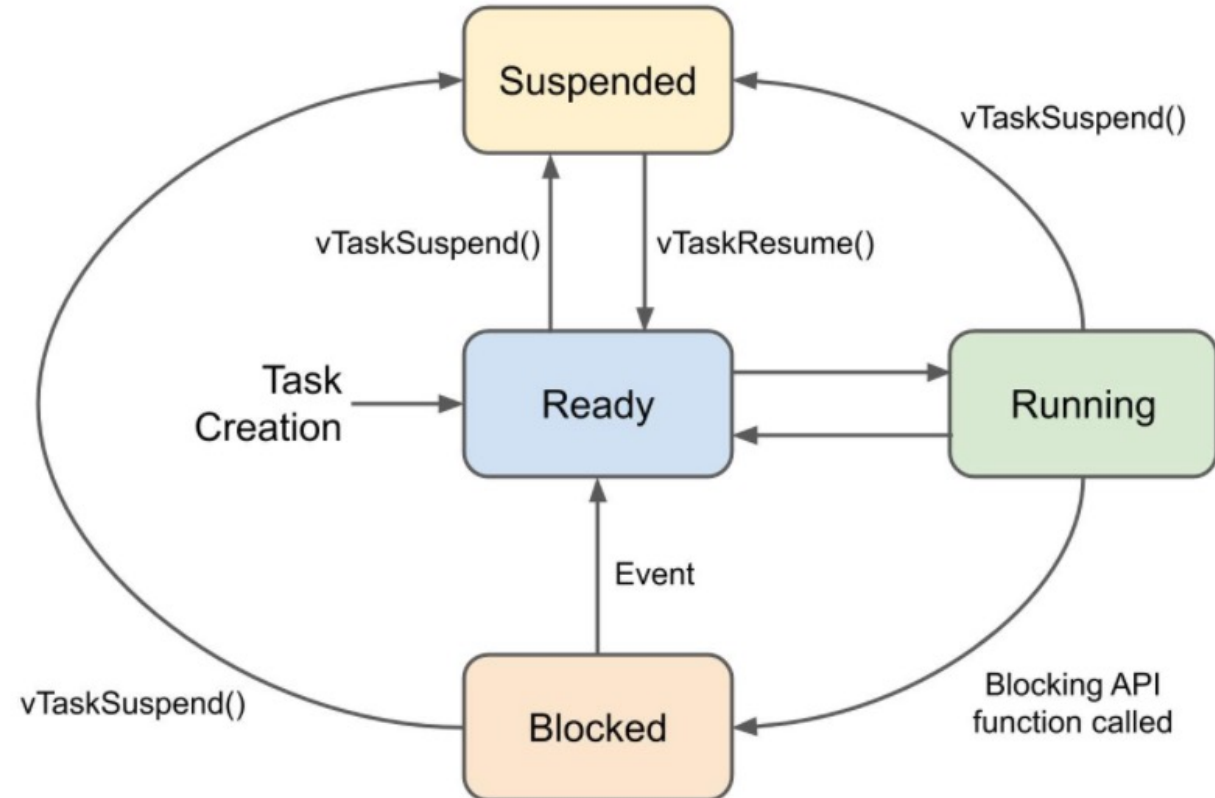 Suspended
vTaskSuspend()
vTaskSuspend()
vTaskResume()
Task
Creation
Ready
Running
Event
vTaskSuspend()
Blocked
Blocking API
function called